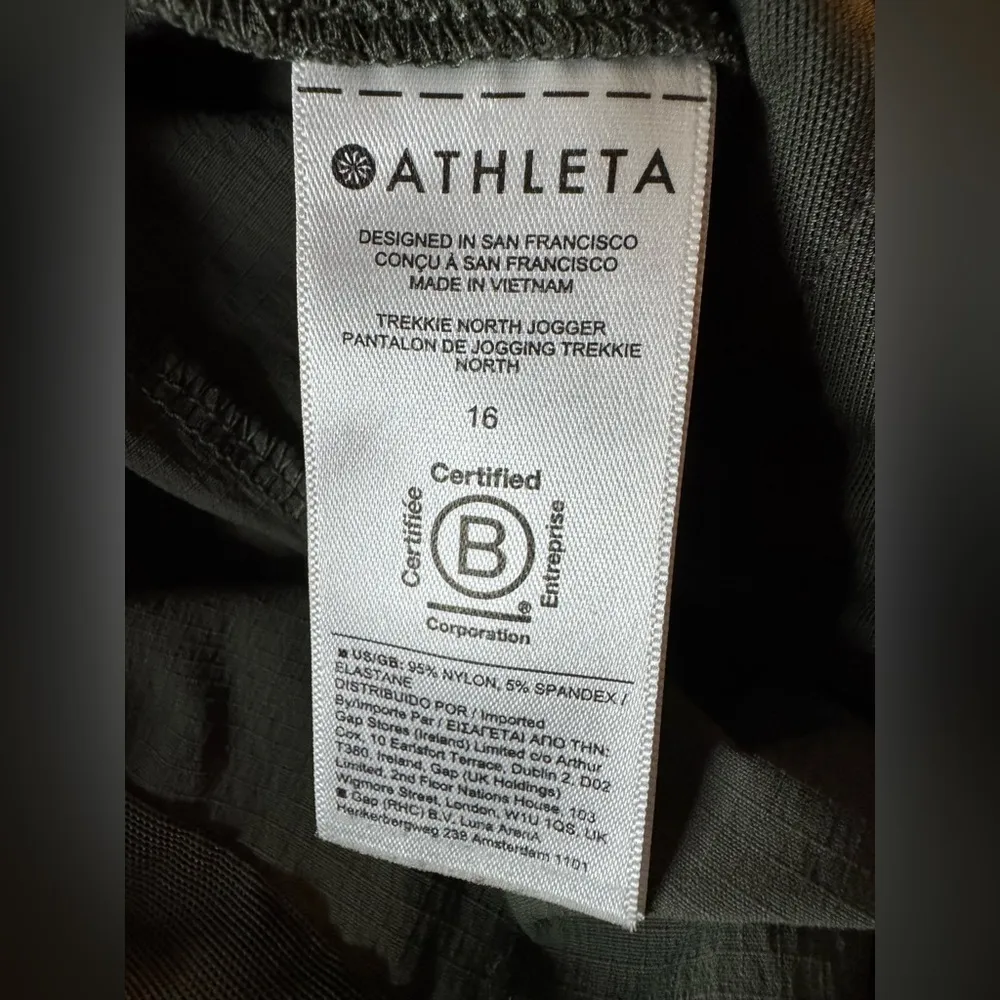 ATHLETA
DESIGNED IN SAN FRANCISCO
CONÇU À SAN FRANCISCO
MADE IN VIETNAM
TREKKIE NORTH JOGGER
PANTALON DE JOGGING TREKKIE
NORTH
16
Certified
Certifiée
B
Entreprise
®
Corporation
US/GB: 95% NYLON, 5% SPANDEX /
ELASTANE
DISTRIBUIDO POR / Imported
By/Importe Par / ΕΙΣΑΓΕΤΑΙ ΑΠΟ ΤΗΝ:
Gap Stores (Ireland) Limited c/o Arthur
Cox, 10 Earlsfort Terrace, Dublin 2, D02
T380, Ireland, Gap (UK Holdings)
Limited, 2nd Floor Nations House, 103
Wigmore Street, London, W1U 1QS, UK
Gap (RHC) B.V, Luna ArenA
Herikerbergweg 238 Amsterdam 1101